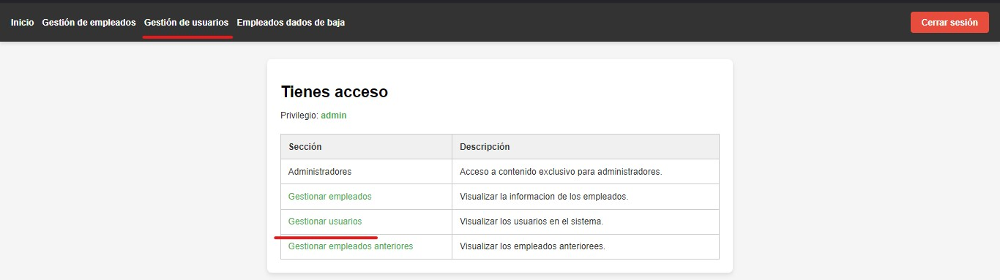 Inicio Gestión de empleados Gestión de usuarios Empleados dados de baja Cerrar sesión
Tienes acceso
Privilegio: admin
Sección Descripción
Administradores Acceso a contenido exclusivo para administradores.
Gestionar empleados Visualizar la informacion de los empleados.
Gestionar usuarios Visualizar los usuarios en el sistema.
Gestionar empleados anteriores Visualizar los empleados anteriorees.